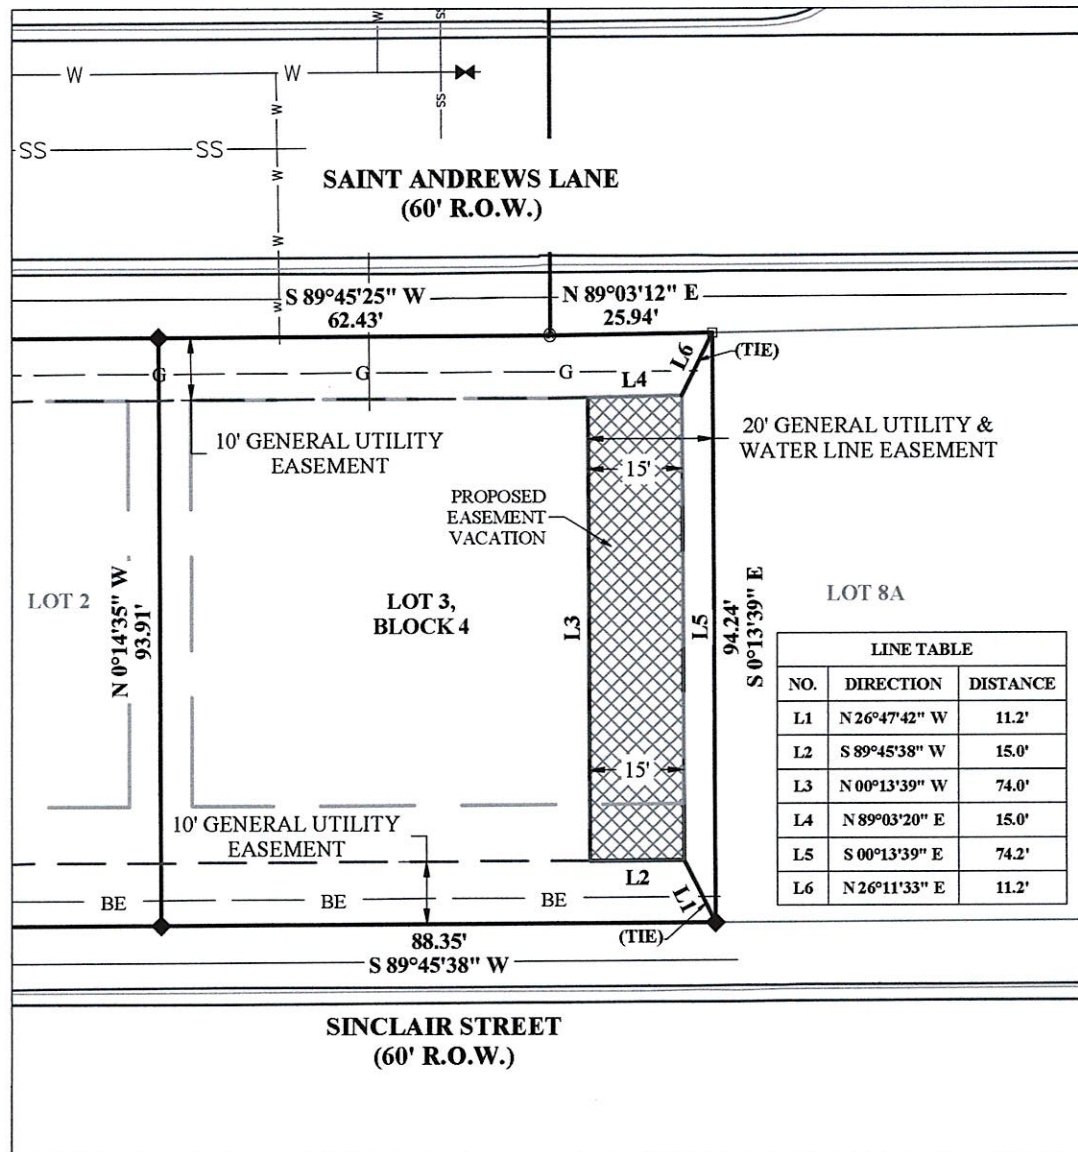 W
SS
W
W
W
SS
SS
SS
W
W
SAINT ANDREWS LANE
(60' R.O.W.)
W
W
S 89°45'25" W
62.43'
N 89°03'12" E
25.94'
L6
(TIE)
G
G
G
L4
10' GENERAL UTILITY
EASEMENT
20' GENERAL UTILITY &
WATER LINE EASEMENT
15'
PROPOSED
EASEMENT
VACATION
LOT 2
N 0°14'35" W
93.91'
LOT 3,
BLOCK 4
L3
L5
94.24'
S 0°13'39" E
LOT 8A
LINE TABLE
NO. DIRECTION DISTANCE
L1 N 26°47'42" W 11.2'
L2 S 89°45'38" W 15.0'
L3 N 00°13'39" W 74.0'
L4 N 89°03'20" E 15.0'
L5 S 00°13'39" E 74.2'
L6 N 26°11'33" E 11.2'
15'
10' GENERAL UTILITY
EASEMENT
L2
BE
BE
BE
L1
(TIE)
88.35'
S 89°45'38" W
SINCLAIR STREET
(60' R.O.W.)